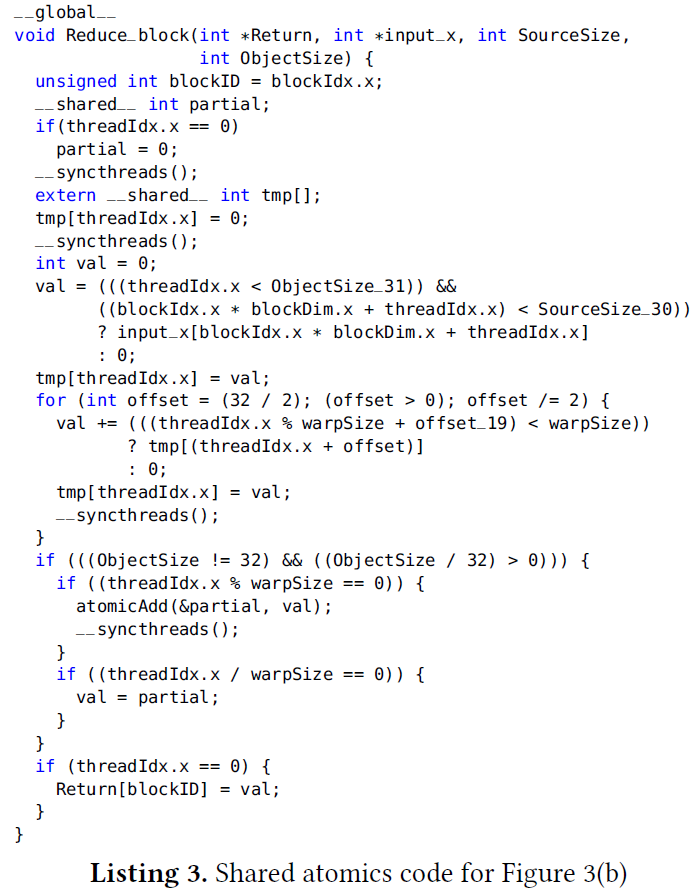 __global__
void Reduce_block(int *Return, int *input_x, int SourceSize,
                  int ObjectSize) {
  unsigned int blockID = blockIdx.x;
  __shared__ int partial;
  if(threadIdx.x == 0)
    partial = 0;
  __syncthreads();
  extern __shared__ int tmp[];
  tmp[threadIdx.x] = 0;
  __syncthreads();
  int val = 0;
  val = (((threadIdx.x < ObjectSize_31)) &&
        ((blockIdx.x * blockDim.x + threadIdx.x) < SourceSize_30))
        ? input_x[blockIdx.x * blockDim.x + threadIdx.x]
        : 0;
  tmp[threadIdx.x] = val;
  for (int offset = (32 / 2); (offset > 0); offset /= 2) {
    val += (((threadIdx.x % warpSize + offset_19) < warpSize))
           ? tmp[(threadIdx.x + offset)]
           : 0;
    tmp[threadIdx.x] = val;
    __syncthreads();
  }
  if (((ObjectSize != 32) && ((ObjectSize / 32) > 0))) {
    if ((threadIdx.x % warpSize == 0)) {
      atomicAdd(&partial, val);
      __syncthreads();
    }
    if ((threadIdx.x / warpSize == 0)) {
      val = partial;
    }
  }
  if (threadIdx.x == 0) {
    Return[blockID] = val;
  }
}
Listing 3. Shared atomics code for Figure 3(b)